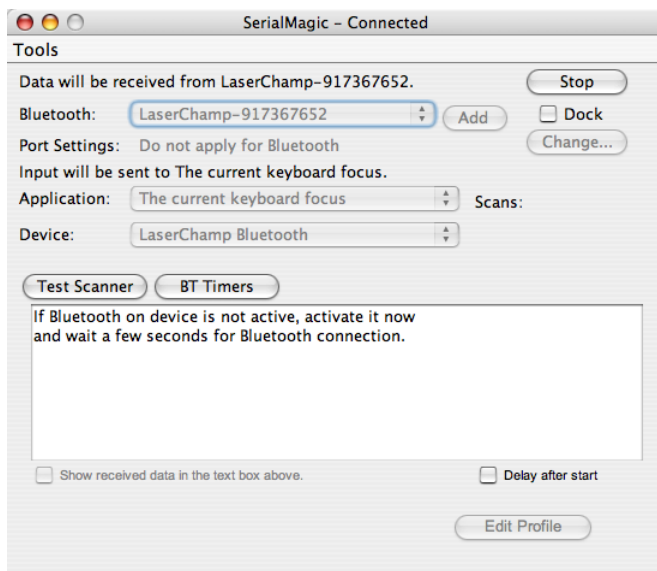 SerialMagic – Connected
Tools
Data will be received from LaserChamp-917367652.
Stop
Bluetooth:
LaserChamp-917367652
Add
Dock
Port Settings:
Do not apply for Bluetooth
Change...
Input will be sent to The current keyboard focus.
Application:
The current keyboard focus
Scans:
Device:
LaserChamp Bluetooth
Test Scanner
BT Timers
If Bluetooth on device is not active, activate it now
and wait a few seconds for Bluetooth connection.
Show received data in the text box above.
Delay after start
Edit Profile